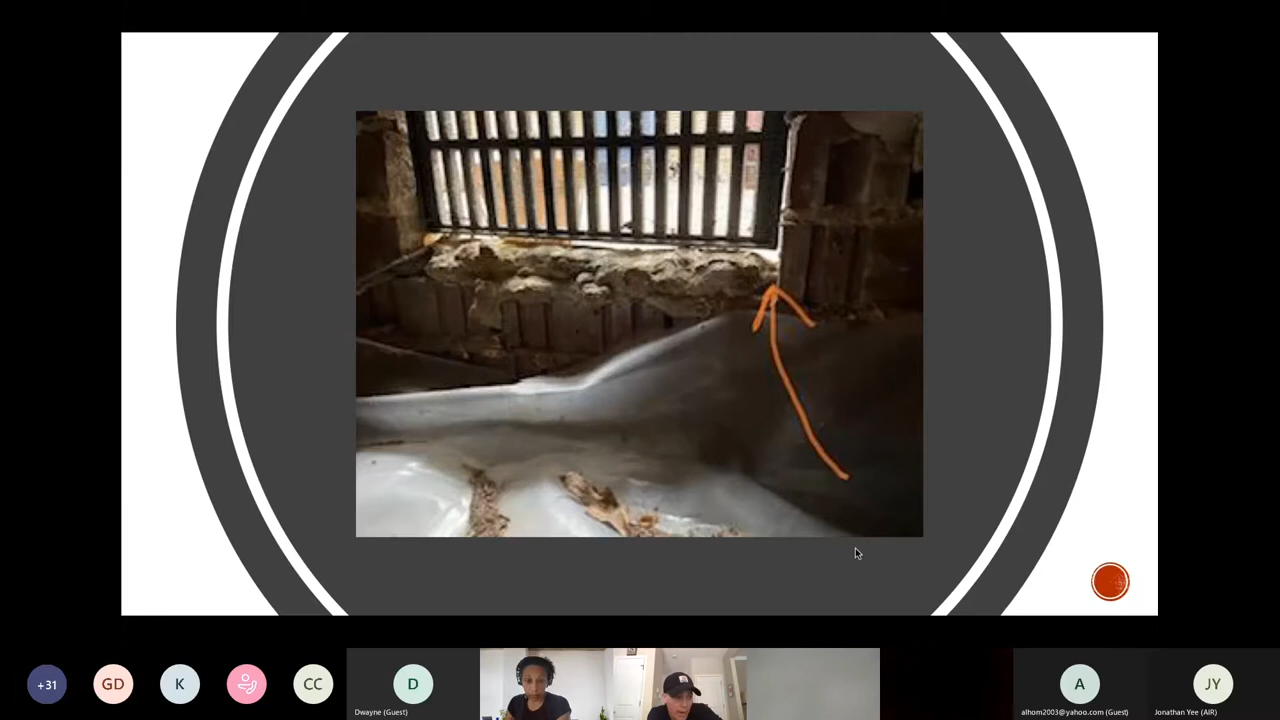 +31
GD
K
CC
D
Dwayne (Guest)
A
alhom2003@yahoo.com (Guest)
JY
Jonathan Yee (AIR)